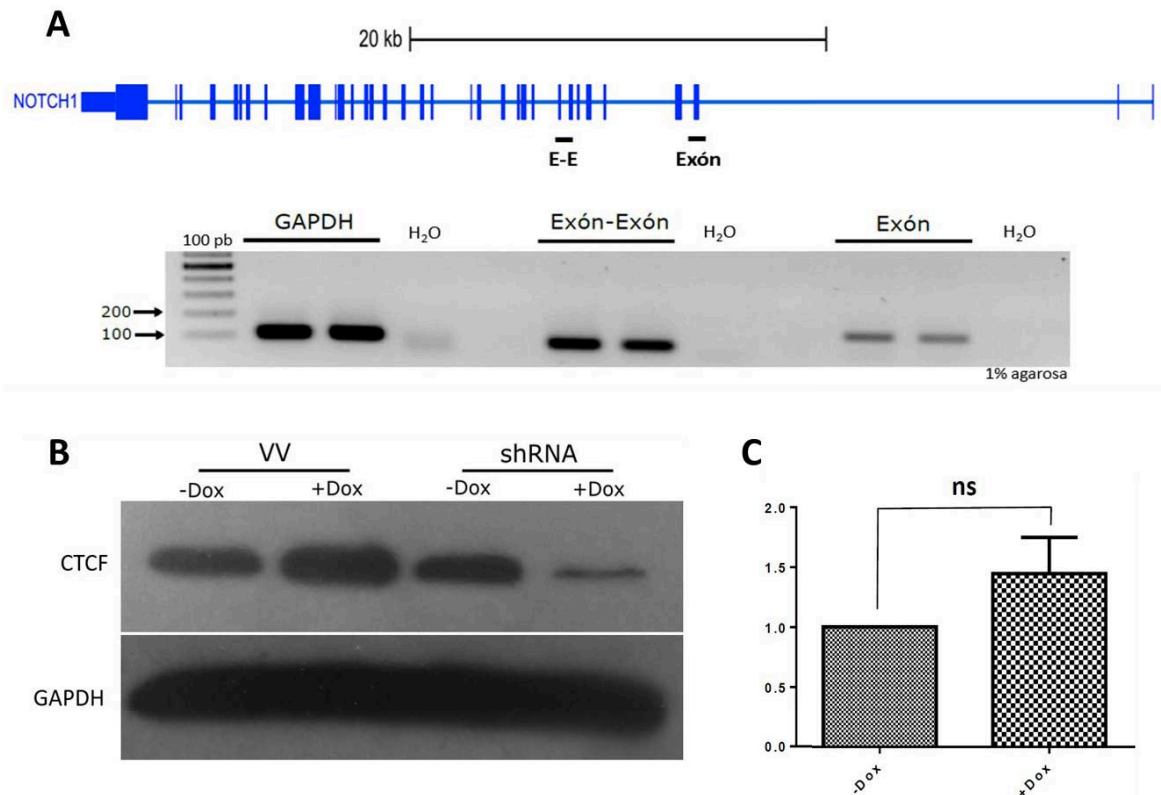 A
20 kb
NOTCH1
E-E
Exón
GAPDH
H2O
Exón-Exón
H2O
Exón
H2O
100 pb
200
100
1% agarosa
B
VV
shRNA
-Dox
+Dox
-Dox
+Dox
CTCF
GAPDH
C
ns
2.0
1.5
1.0
0.5
0.0
-Dox
+Dox